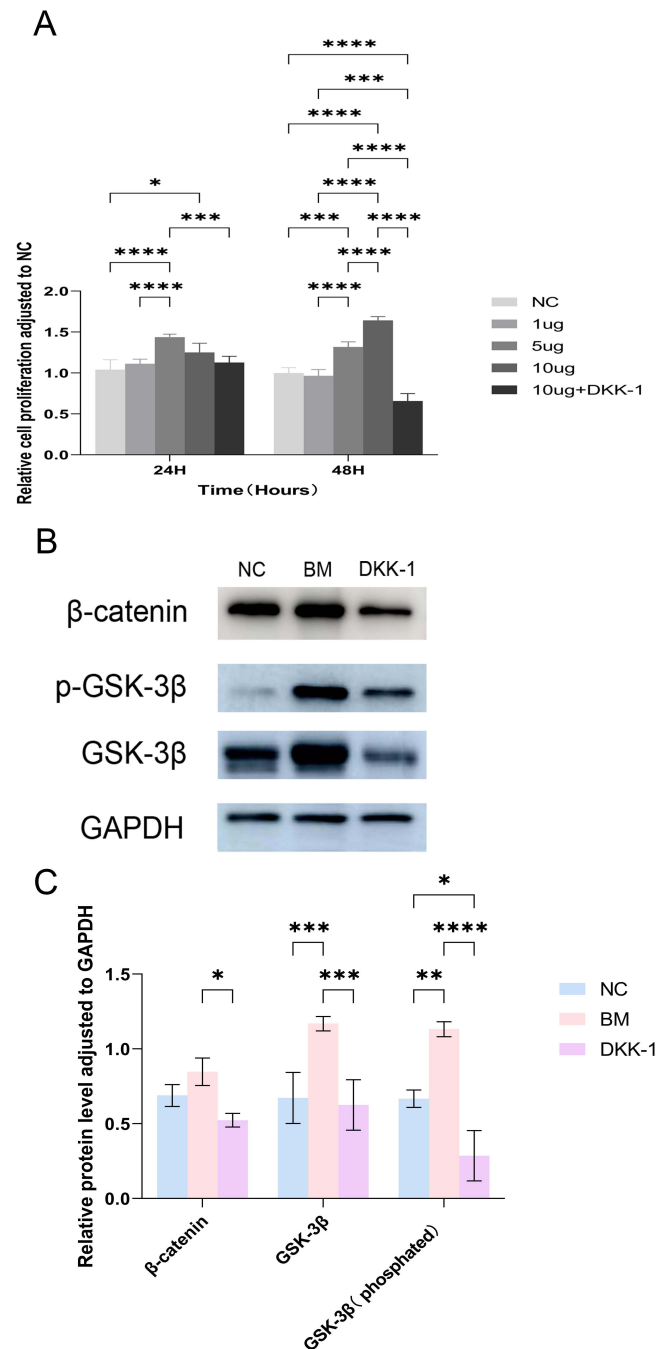 A
****
***
****
****
*
****
***
***
****
****
****
****
****
Relative cell proliferation adjusted to NC
2.0
1.5
1.0
0.5
0.0
24H
48H
Time（Hours）
NC
1ug
5ug
10ug
10ug+DKK-1
B
NC BM DKK-1
β-catenin
p-GSK-3β
GSK-3β
GAPDH
C
*
***
****
*
***
**
Relative protein level adjusted to GAPDH
1.5
1.0
0.5
0.0
β-catenin
GSK-3β
GSK-3β（phosphated）
NC
BM
DKK-1